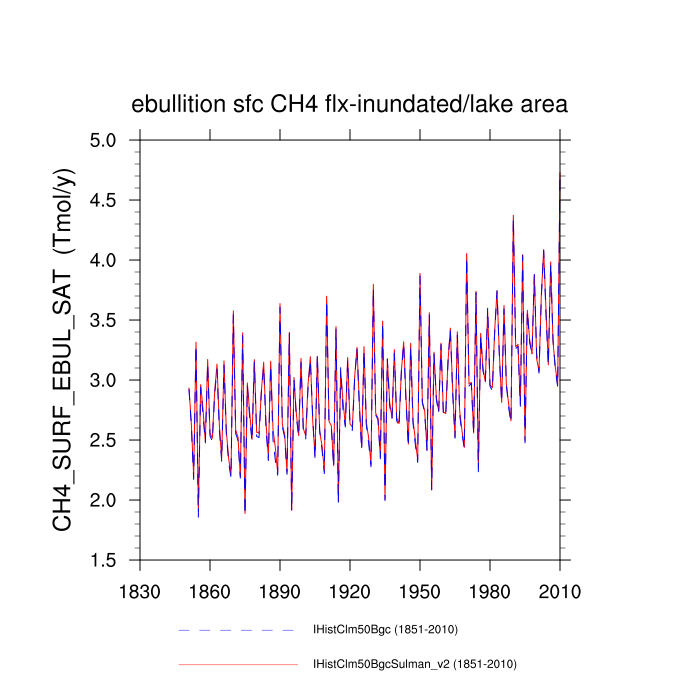 ebullition sfc CH4 flx-inundated/lake area
CH4_SURF_EBUL_SAT (Tmol/y)
5.0
4.5
4.0
3.5
3.0
2.5
2.0
1.5
1830 1860 1890 1920 1950 1980 2010
IHistClm50Bgc (1851-2010)
IHistClm50BgcSulman_v2 (1851-2010)